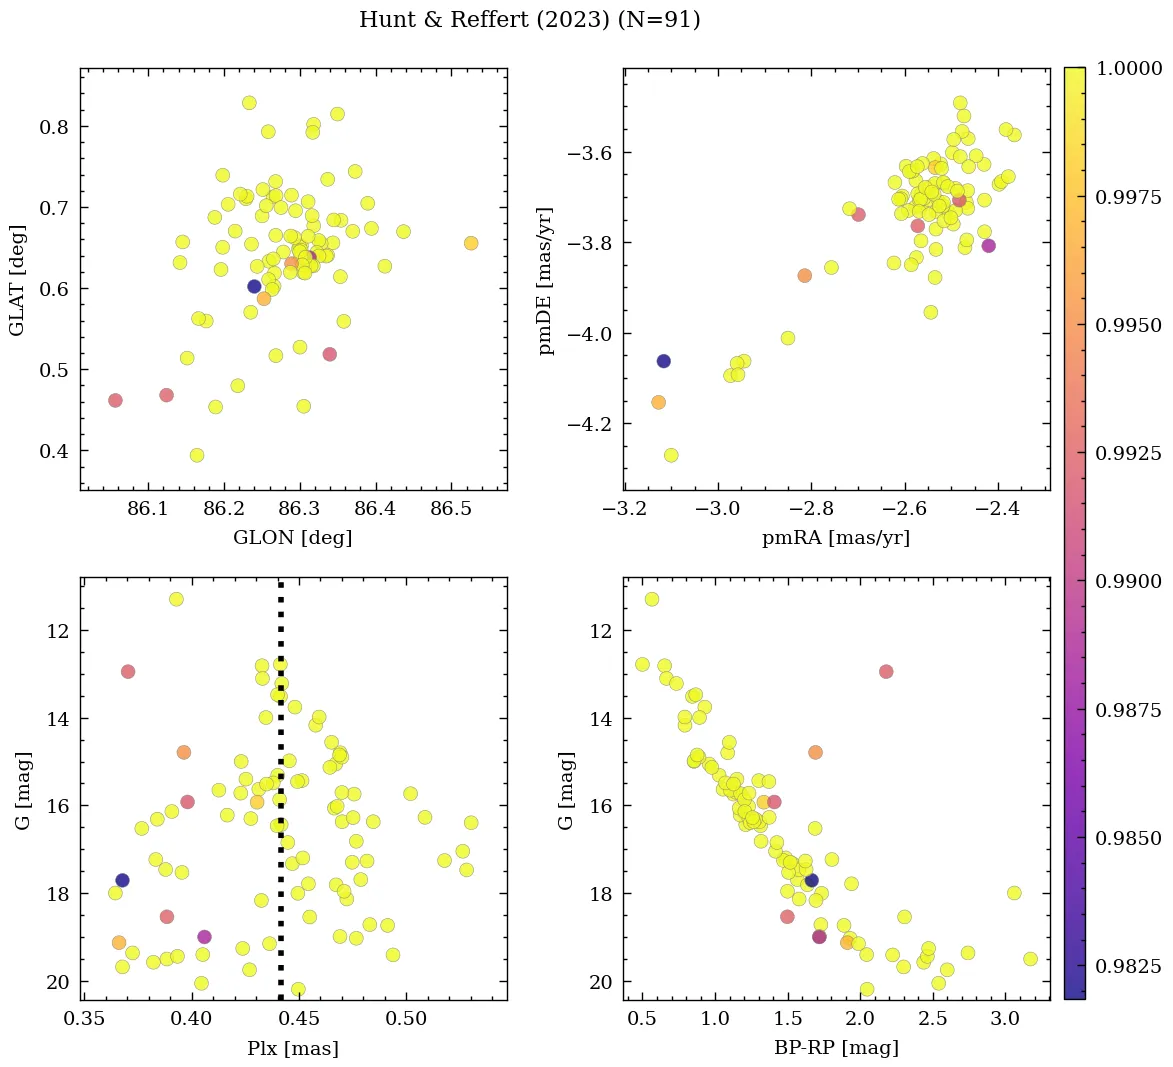 Hunt & Reffert (2023) (N=91)
0.8
0.7
0.6
0.5
0.4
GLAT [deg]
86.1 86.2 86.3 86.4 86.5
GLON [deg]
−3.6
−3.8
−4.0
−4.2
pmDE [mas/yr]
−3.2 −3.0 −2.8 −2.6 −2.4
pmRA [mas/yr]
12
14
16
18
20
G [mag]
0.35 0.40 0.45 0.50
Plx [mas]
12
14
16
18
20
G [mag]
0.5 1.0 1.5 2.0 2.5 3.0
BP-RP [mag]
1.0000
0.9975
0.9950
0.9925
0.9900
0.9875
0.9850
0.9825